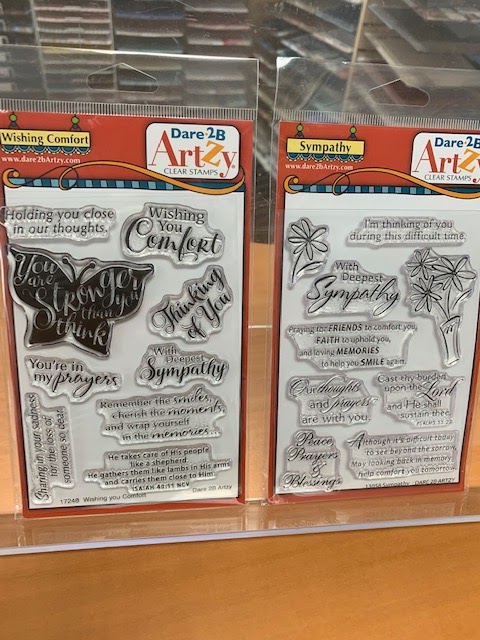 Wishing Comfort
www.dare2bartzy.com
Dare 2B
Artzy
CLEAR STAMPS
Holding you close
in our thoughts.
Wishing
You
Comfort
You
are
Stronger
than you
think!
Thinking
of You
You're in
my prayers
With
Deepest
Sympathy
Sharing in your sadness
for the loss of
someone so dear.
Remember the smiles,
cherish the moments,
and wrap yourself
in the memories...
He takes care of His people
like a shepherd.
He gathers them like lambs in His arms
and carries them close to Him.
ISAIAH 40:11 NCV
17248 Wishing you Comfort
Dare 2B Artzy
Sympathy
www.dare2bArtzy.com
Dare 2B
Artzy
CLEAR STAMPS
I'm thinking of you
during this difficult time.
With
Deepest
Sympathy
Praying for FRIENDS to comfort you,
FAITH to uphold you,
and loving MEMORIES
to help you SMILE again.
Our thoughts
and prayers
are with you.
Cast thy burden
upon the Lord
and He shall
sustain thee.
PSALMS 55:22
Peace,
Prayers
&
Blessings
Although it's difficult today
to see beyond the sorrow,
May looking back in memory
help comfort you tomorrow.
Sympathy - DARE 2B ARTZY